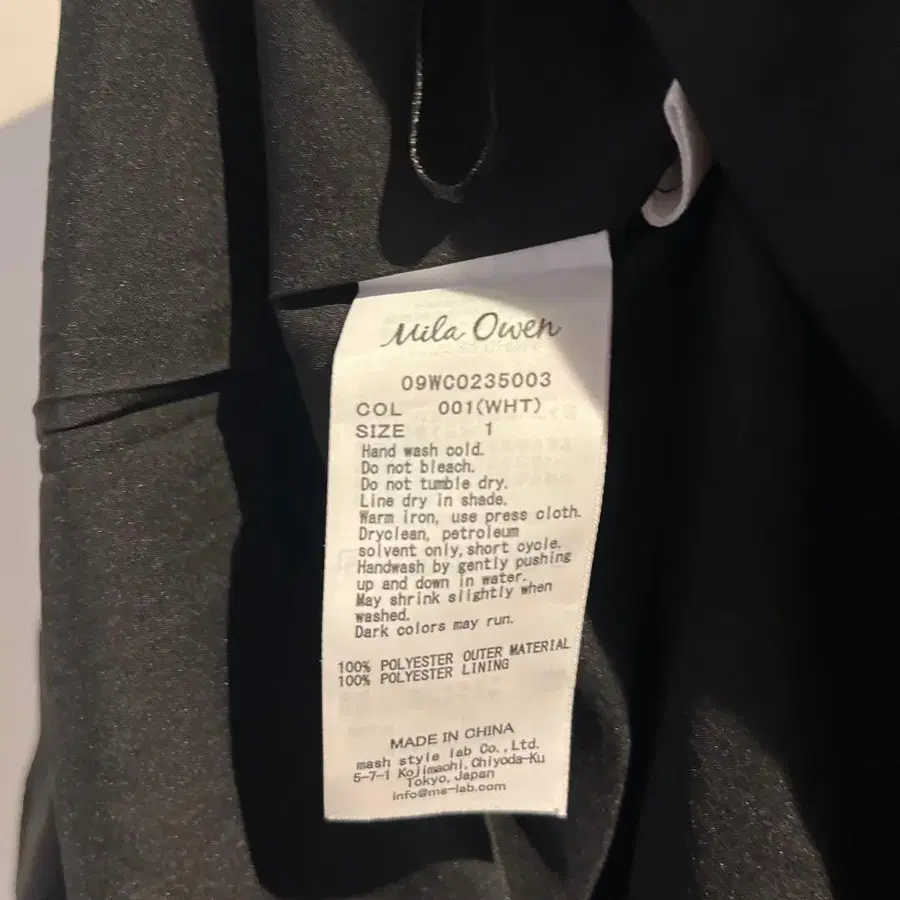 Mila Owen
09WCO235003
COL 001(WHT)
SIZE 1
Hand wash cold.
Do not bleach.
Do not tumble dry.
Line dry in shade.
Warm iron, use press cloth.
Dryclean, petroleum
solvent only, short cycle.
Handwash by gently pushing
up and down in water.
May shrink slightly when
washed.
Dark colors may run.
100% POLYESTER OUTER MATERIAL
100% POLYESTER LINING
MADE IN CHINA
mash style lab Co., Ltd.
5-7-1 Kojimachi, Chiyoda-Ku
Tokyo, Japan
info@ms-lab.com